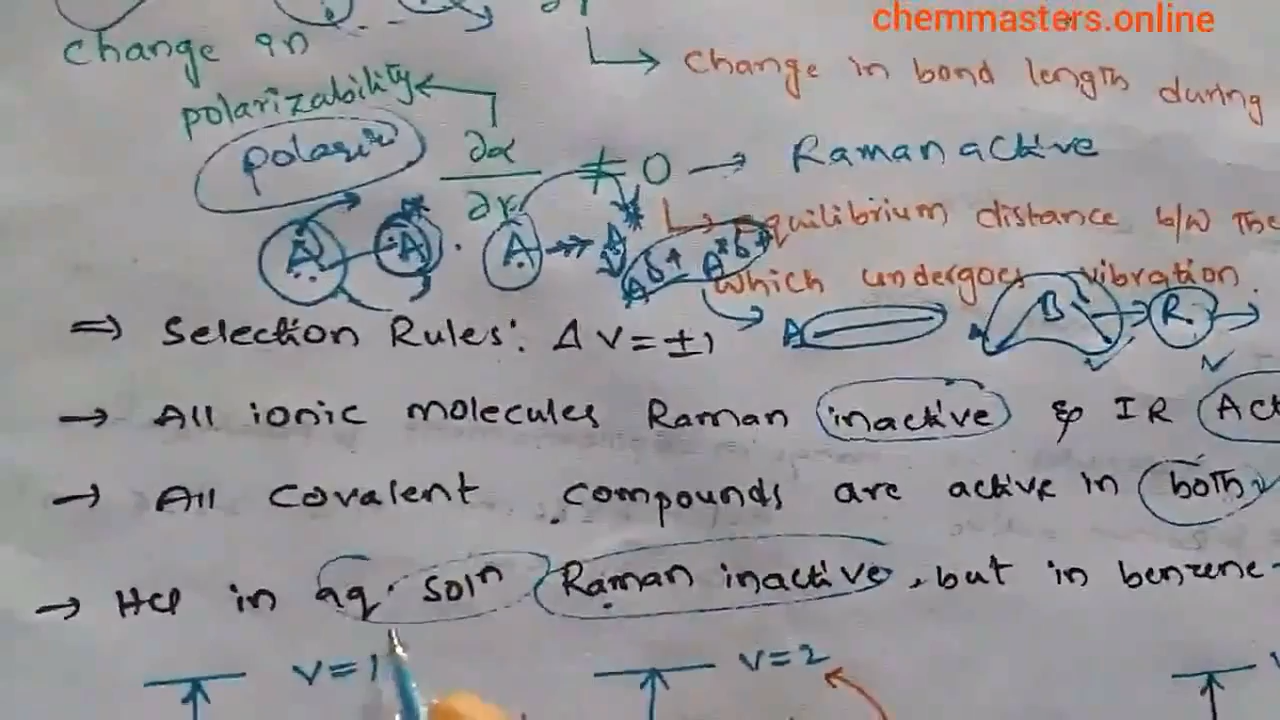 chemmasters.online
change in
polarizability
change in bond length during
∂α/∂r ≠ 0 → Raman active
equilibrium distance b/w The
which undergoes vibration.
A A* . A A*
A B R
⇒ Selection Rules: Δv=±1
→ All ionic molecules Raman inactive & IR Act
→ All Covalent compounds are active in both
→ HCl in aq. soln Raman inactive, but in benzene-
v=1
v=2